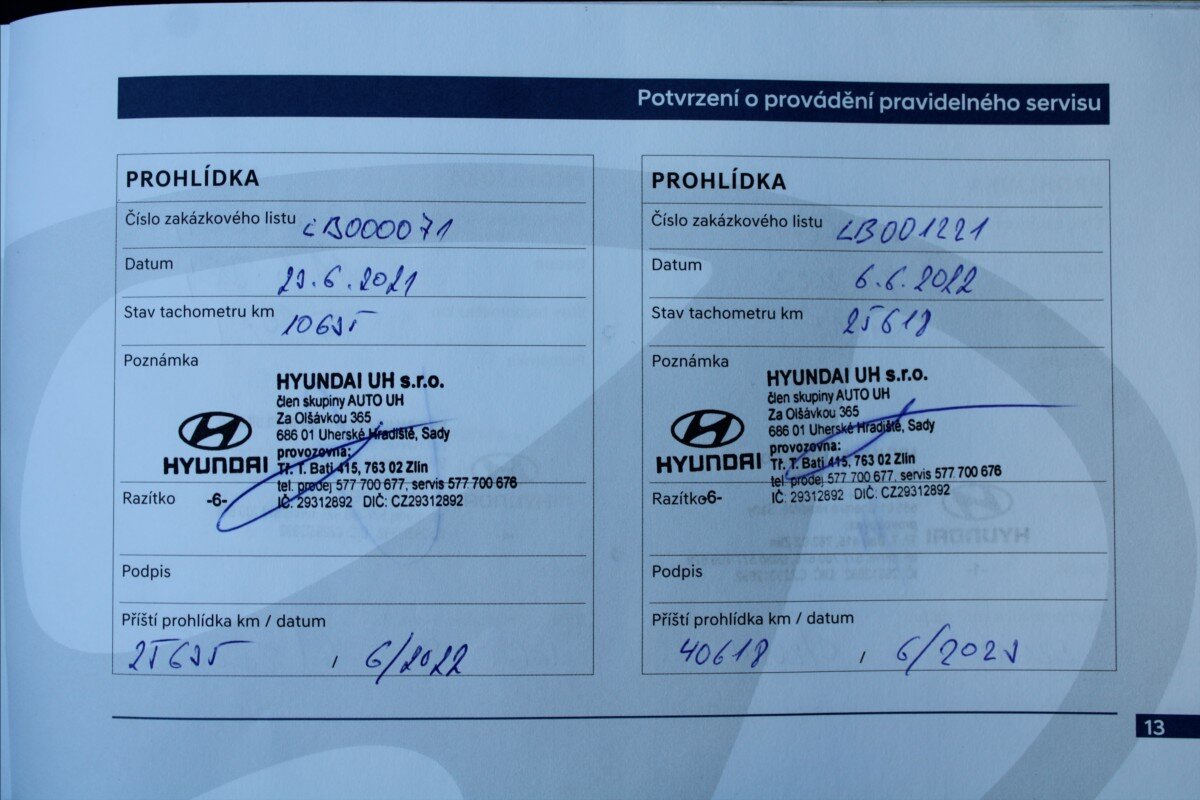 Potvrzení o provádění pravidelného servisu
PROHLÍDKA
Číslo zakázkového listu LB000071
Datum 23.6.2021
Stav tachometru km 10635
Poznámka
HYUNDAI UH s.r.o.
člen skupiny AUTO UH
Za Olšávkou 365
686 01 Uherské Hradiště, Sady
provozovna:
HYUNDAI Tř. T. Bati 415, 763 02 Zlín
tel. prodej 577 700 677, servis 577 700 676
Razítko -6- IČ: 29312892 DIČ: CZ29312892
Podpis
Příští prohlídka km / datum
25635 / 6/2022
PROHLÍDKA
Číslo zakázkového listu LB001221
Datum 6.6.2022
Stav tachometru km 25618
Poznámka
HYUNDAI UH s.r.o.
člen skupiny AUTO UH
Za Olšávkou 365
686 01 Uherské Hradiště, Sady
provozovna:
HYUNDAI Tř. T. Bati 415, 763 02 Zlín
tel. prodej 577 700 677, servis 577 700 676
Razítko -6- IČ: 29312892 DIČ: CZ29312892
Podpis
Příští prohlídka km / datum
40618 / 6/2023
13